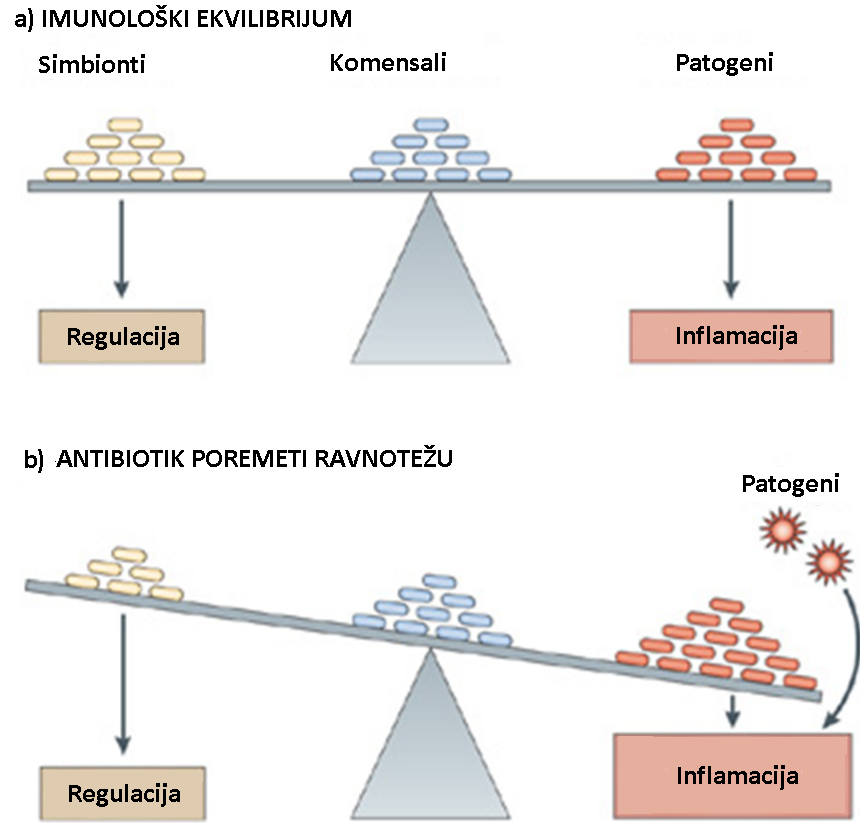 a) IMUNOLOŠKI EKVILIBRIJUM
Simbionti Komensali Patogeni
Regulacija Inflamacija
b) ANTIBIOTIK POREMETI RAVNOTEŽU
Patogeni
Regulacija Inflamacija